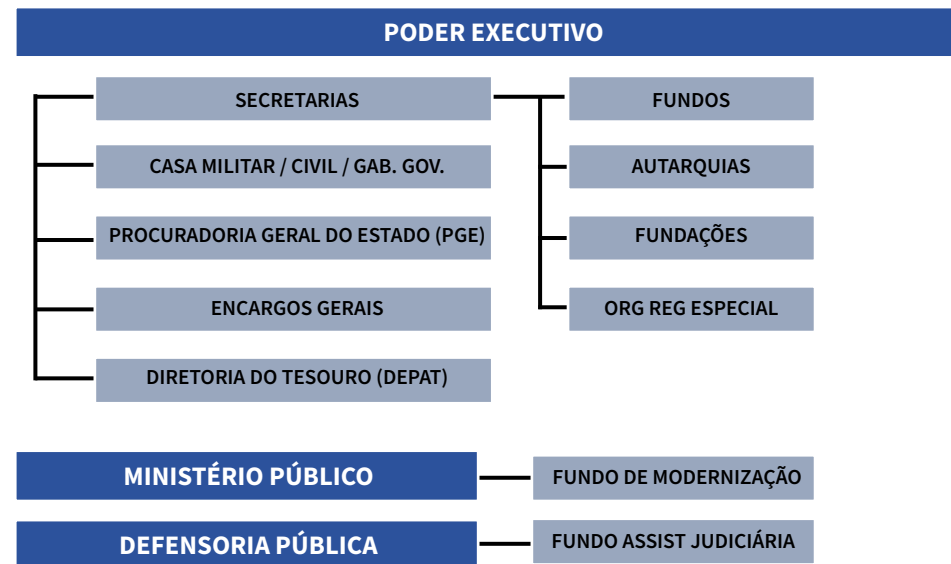 PODER EXECUTIVO
SECRETARIAS
FUNDOS
CASA MILITAR / CIVIL / GAB. GOV.
AUTARQUIAS
PROCURADORIA GERAL DO ESTADO (PGE)
FUNDAÇÕES
ENCARGOS GERAIS
ORG REG ESPECIAL
DIRETORIA DO TESOURO (DEPAT)
MINISTÉRIO PÚBLICO
FUNDO DE MODERNIZAÇÃO
DEFENSORIA PÚBLICA
FUNDO ASSIST JUDICIÁRIA